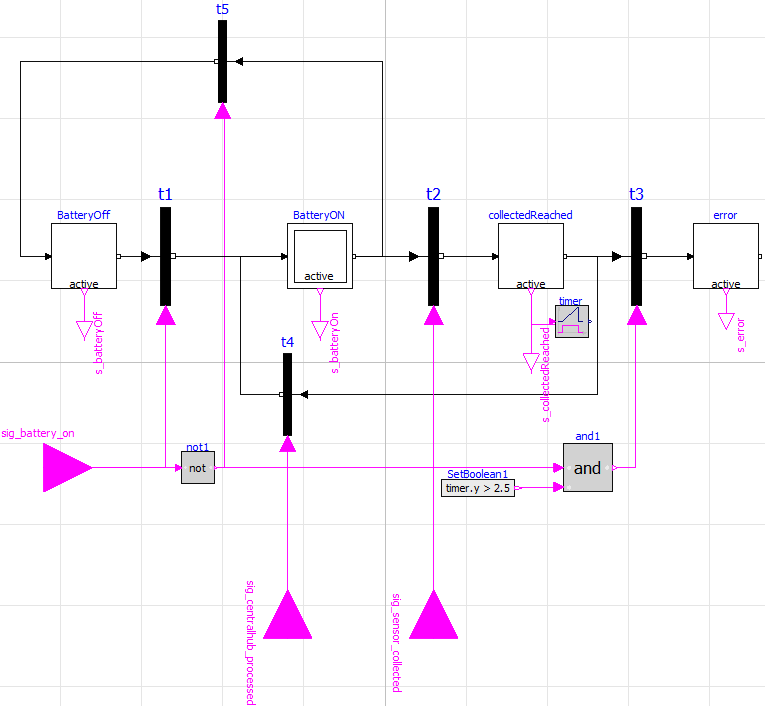 t5
t1
t2
t3
BatteryOff
BatteryON
collectedReached
error
active
active
active
active
timer
s_batteryOff
s_batteryOn
s_collectedReached
s_error
t4
sig_battery_on
not1
not
and1
and
SetBoolean1
timer.y > 2.5
sig_centralhub_processed
sig_sensor_collected